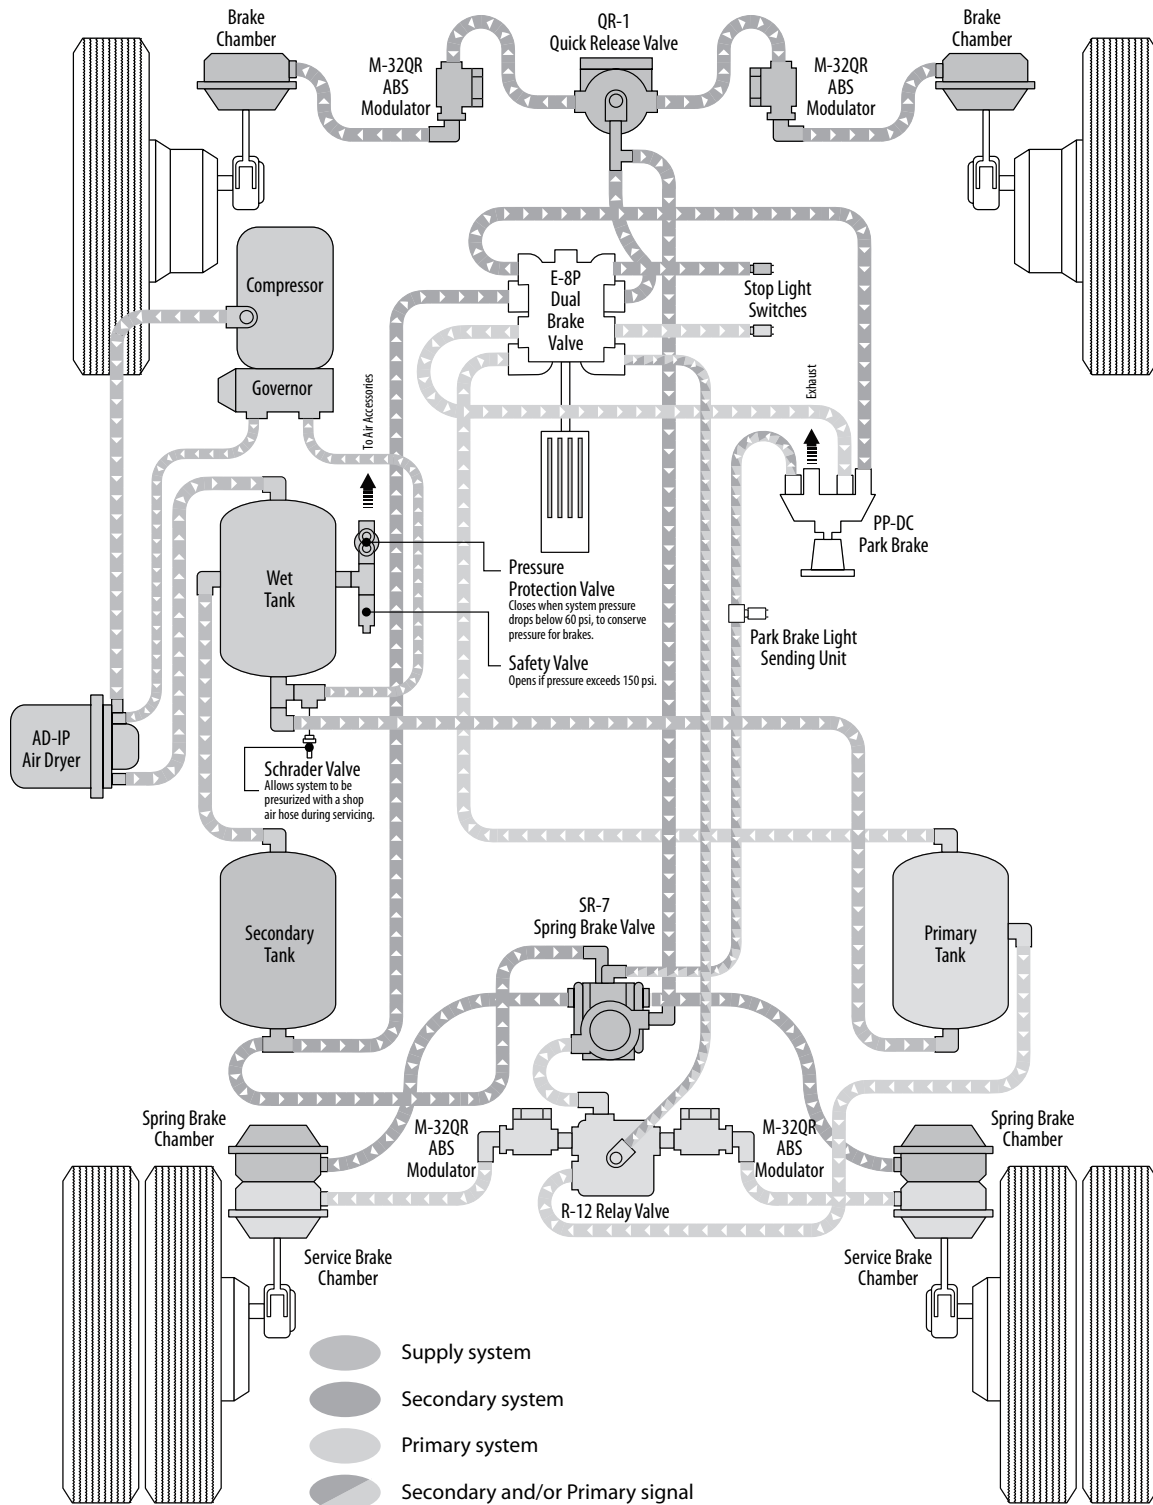 Brake
Chamber
QR-1
Quick Release Valve
Brake
Chamber
M-32QR
ABS
Modulator
M-32QR
ABS
Modulator
Compressor
E-8P
Dual
Brake
Valve
Stop Light
Switches
Governor
To Air Accessories
Exhaust
PP-DC
Park Brake
Wet
Tank
Pressure
Protection Valve
Closes when system pressure
drops below 60 psi, to conserve
pressure for brakes.
Safety Valve
Opens if pressure exceeds 150 psi.
Park Brake Light
Sending Unit
AD-IP
Air Dryer
Schrader Valve
Allows system to be
presurized with a shop
air hose during servicing.
Secondary
Tank
SR-7
Spring Brake Valve
Primary
Tank
Spring Brake
Chamber
M-32QR
ABS
Modulator
M-32QR
ABS
Modulator
Spring Brake
Chamber
R-12 Relay Valve
Service Brake
Chamber
Service Brake
Chamber
Supply system
Secondary system
Primary system
Secondary and/or Primary signal